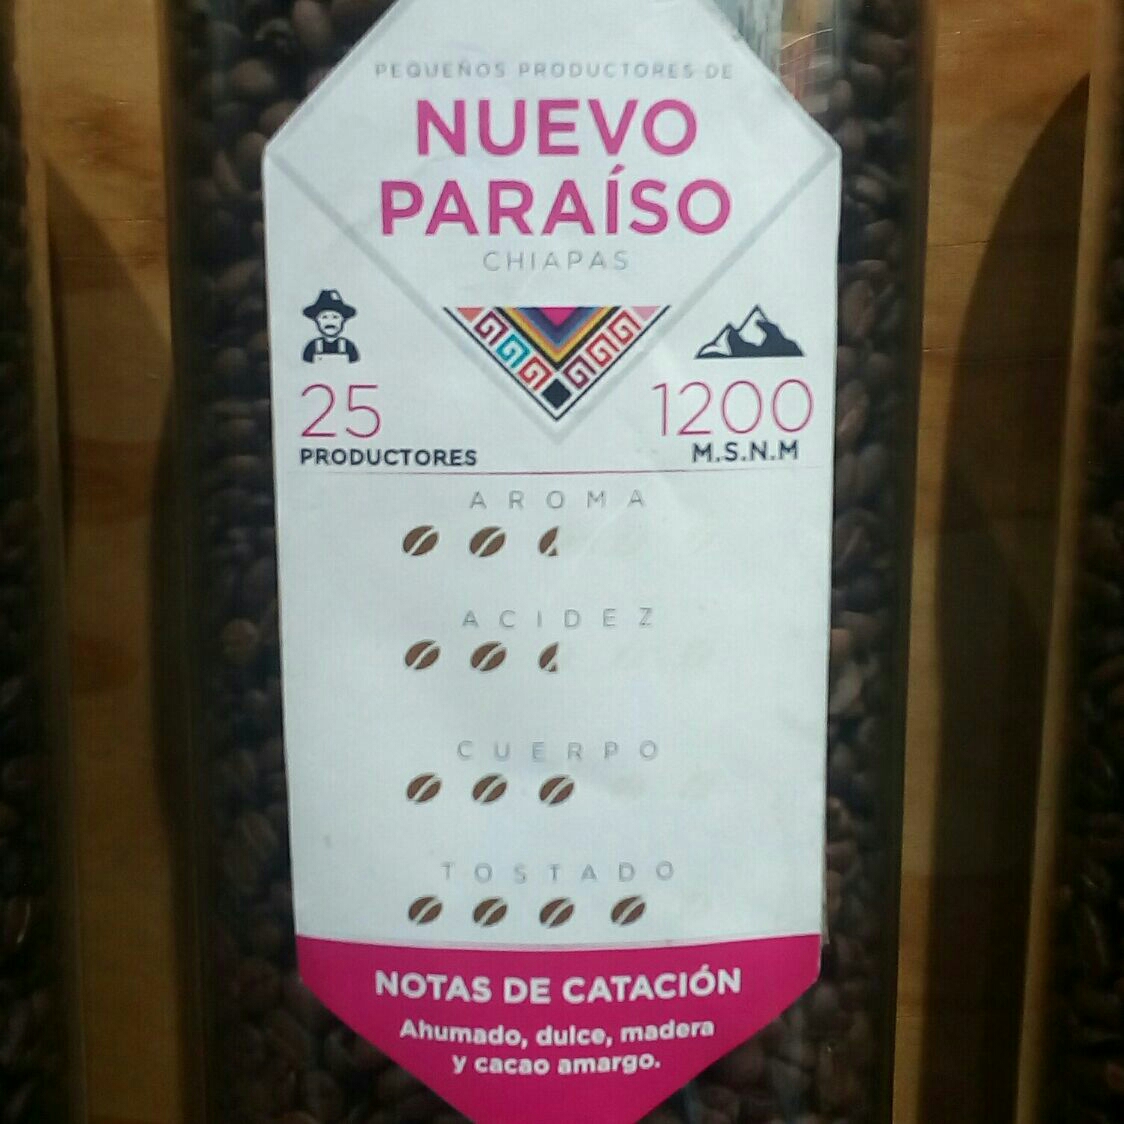 PEQUEÑOS PRODUCTORES DE
NUEVO
PARAÍSO
CHIAPAS
25
PRODUCTORES
1200
M.S.N.M
AROMA
ACIDEZ
CUERPO
TOSTADO
NOTAS DE CATACIÓN
Ahumado, dulce, madera
y cacao amargo.